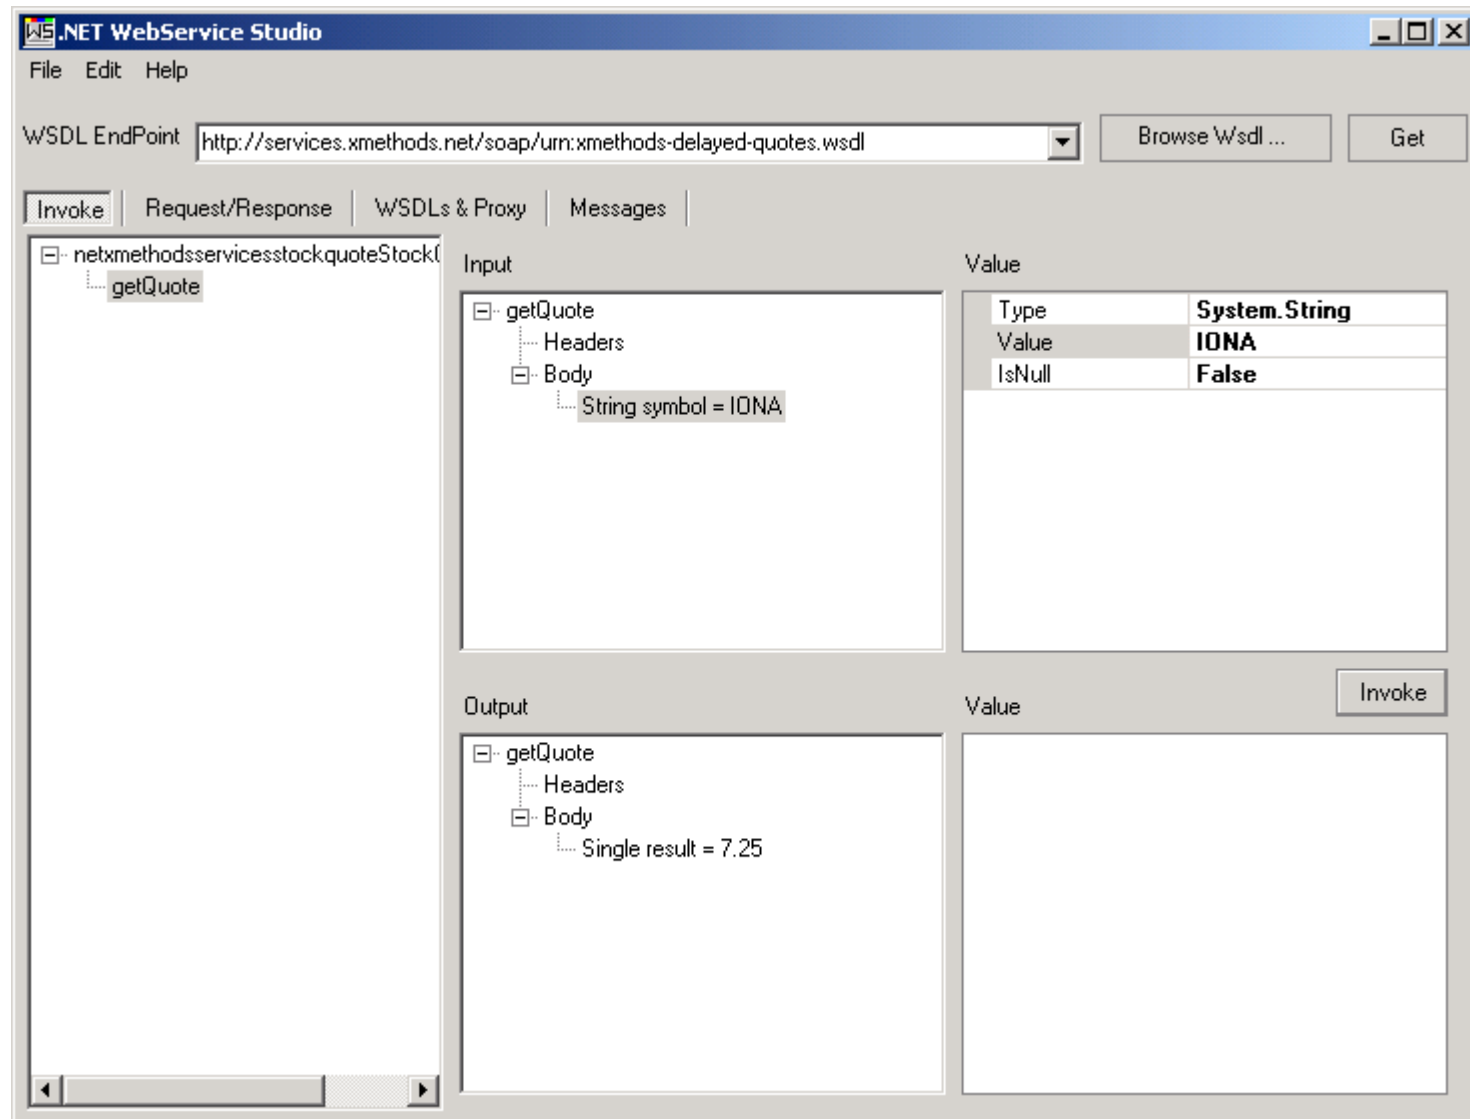 WS .NET WebService Studio
File Edit Help
WSDL EndPoint http://services.xmethods.net/soap/urn:xmethods-delayed-quotes.wsdl Browse Wsdl ... Get
Invoke Request/Response WSDLs & Proxy Messages
netxmethodsservicesstockquoteStock
getQuote
Input
getQuote
Headers
Body
String symbol = IONA
Value
Type System.String
Value IONA
IsNull False
Invoke
Output
getQuote
Headers
Body
Single result = 7.25
Value